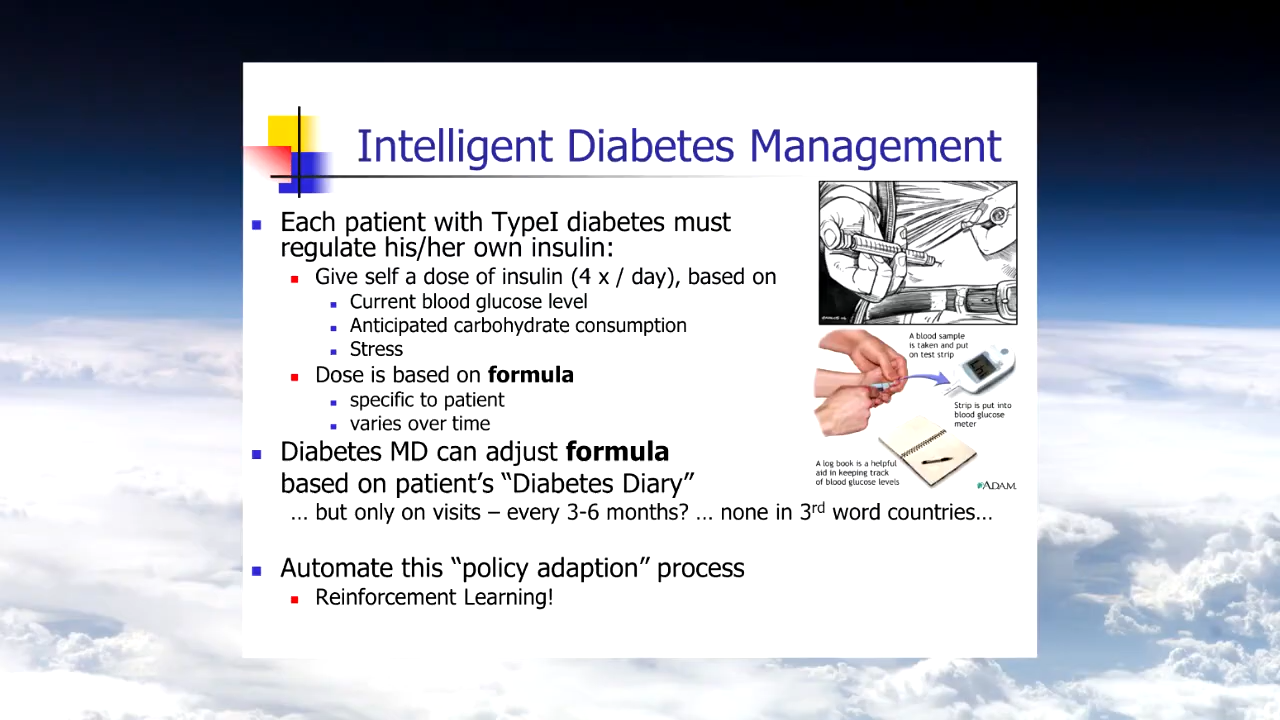 Intelligent Diabetes Management
Each patient with TypeI diabetes must
regulate his/her own insulin:
Give self a dose of insulin (4 x / day), based on
Current blood glucose level
Anticipated carbohydrate consumption
Stress
Dose is based on formula
specific to patient
varies over time
Diabetes MD can adjust formula
based on patient’s “Diabetes Diary”
… but only on visits – every 3-6 months? … none in 3rd word countries…
Automate this “policy adaption” process
Reinforcement Learning!
A blood sample
is taken and put
on test strip
Strip is put into
blood glucose
meter
A log book is a helpful
aid in keeping track
of blood glucose levels
ADAM.